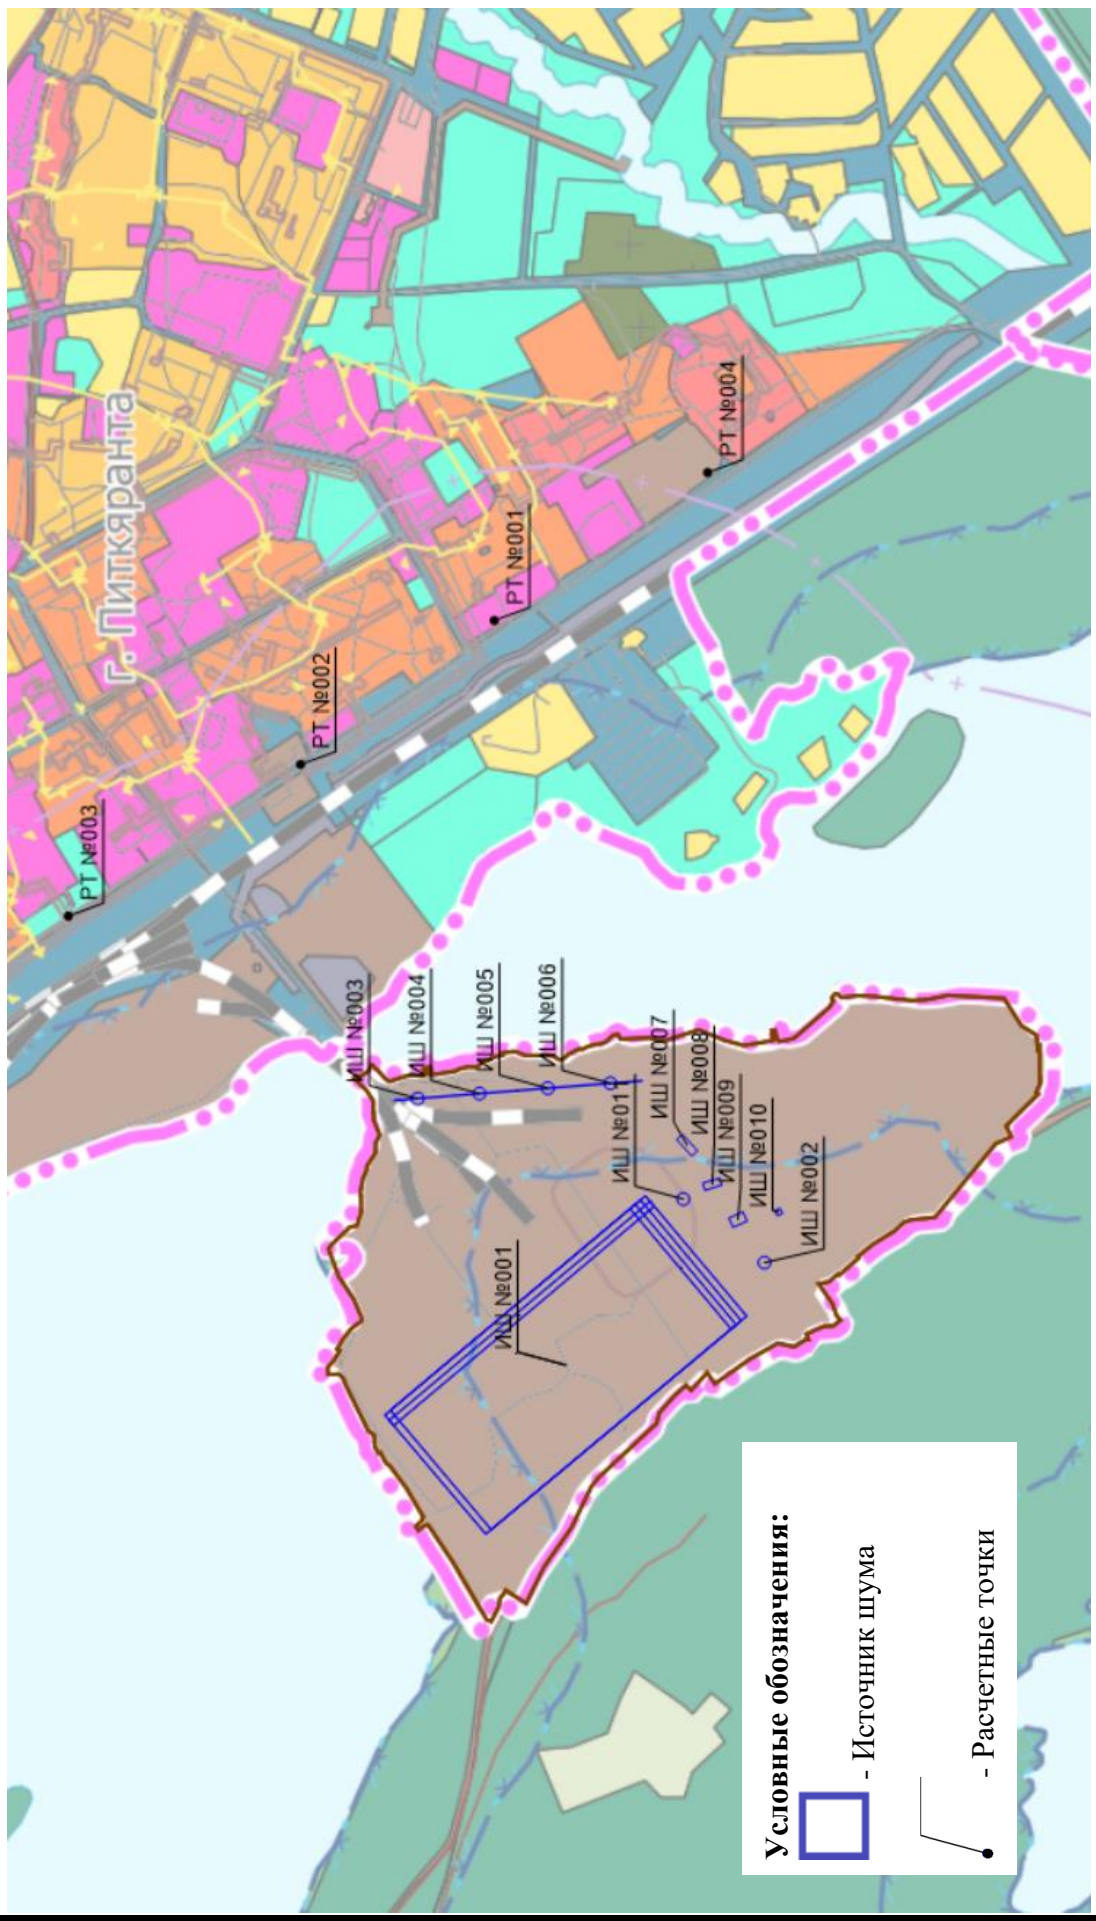 г. Питкяранта
РТ №003
РТ №002
РТ №001
РТ №004
ИШ №003
ИШ №004
ИШ №005
ИШ №006
ИШ №007
ИШ №008
ИШ №009
ИШ №010
ИШ №011
ИШ №002
ИШ №001
Условные обозначения:
- Источник шума
- Расчетные точки